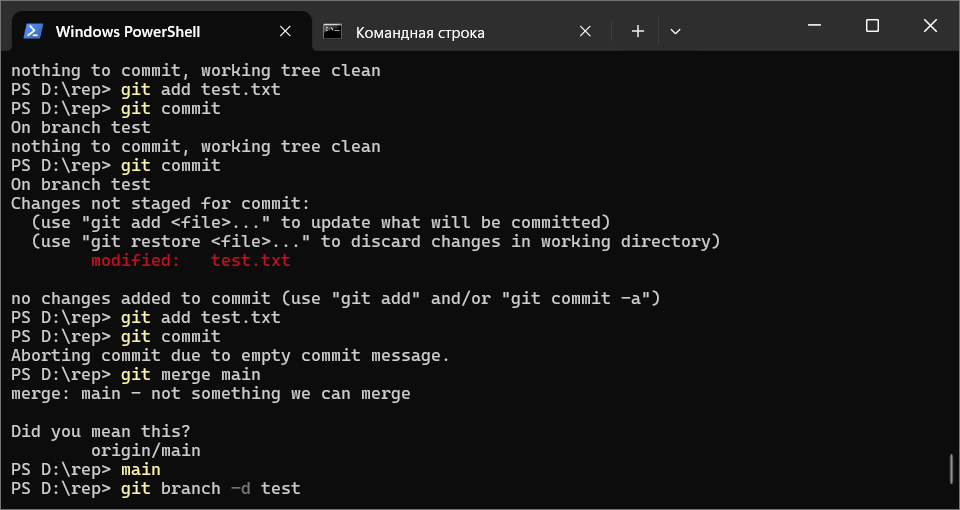 Windows PowerShell
Командная строка
nothing to commit, working tree clean
PS D:\rep> git add test.txt
PS D:\rep> git commit
On branch test
nothing to commit, working tree clean
PS D:\rep> git commit
On branch test
Changes not staged for commit:
  (use "git add <file>..." to update what will be committed)
  (use "git restore <file>..." to discard changes in working directory)
        modified:   test.txt

no changes added to commit (use "git add" and/or "git commit -a")
PS D:\rep> git add test.txt
PS D:\rep> git commit
Aborting commit due to empty commit message.
PS D:\rep> git merge main
merge: main - not something we can merge

Did you mean this?
        origin/main
PS D:\rep> main
PS D:\rep> git branch -d test